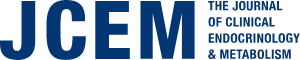 JCEM
THE JOURNAL
OF CLINICAL
ENDOCRINOLOGY
& METABOLISM